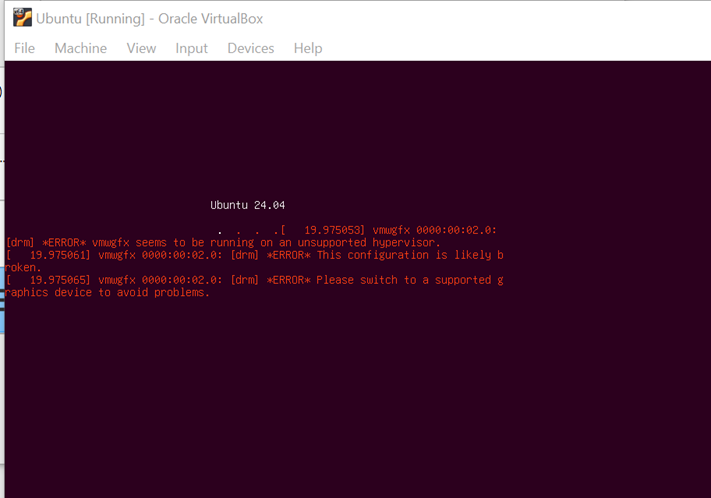 Ubuntu [Running] - Oracle VirtualBox
File Machine View Input Devices Help
Ubuntu 24.04
. . . .[   19.975053] vmwgfx 0000:00:02.0:
[drm] *ERROR* vmwgfx seems to be running on an unsupported hypervisor.
[   19.975061] vmwgfx 0000:00:02.0: [drm] *ERROR* This configuration is likely b
roken.
[   19.975065] vmwgfx 0000:00:02.0: [drm] *ERROR* Please switch to a supported g
raphics device to avoid problems.